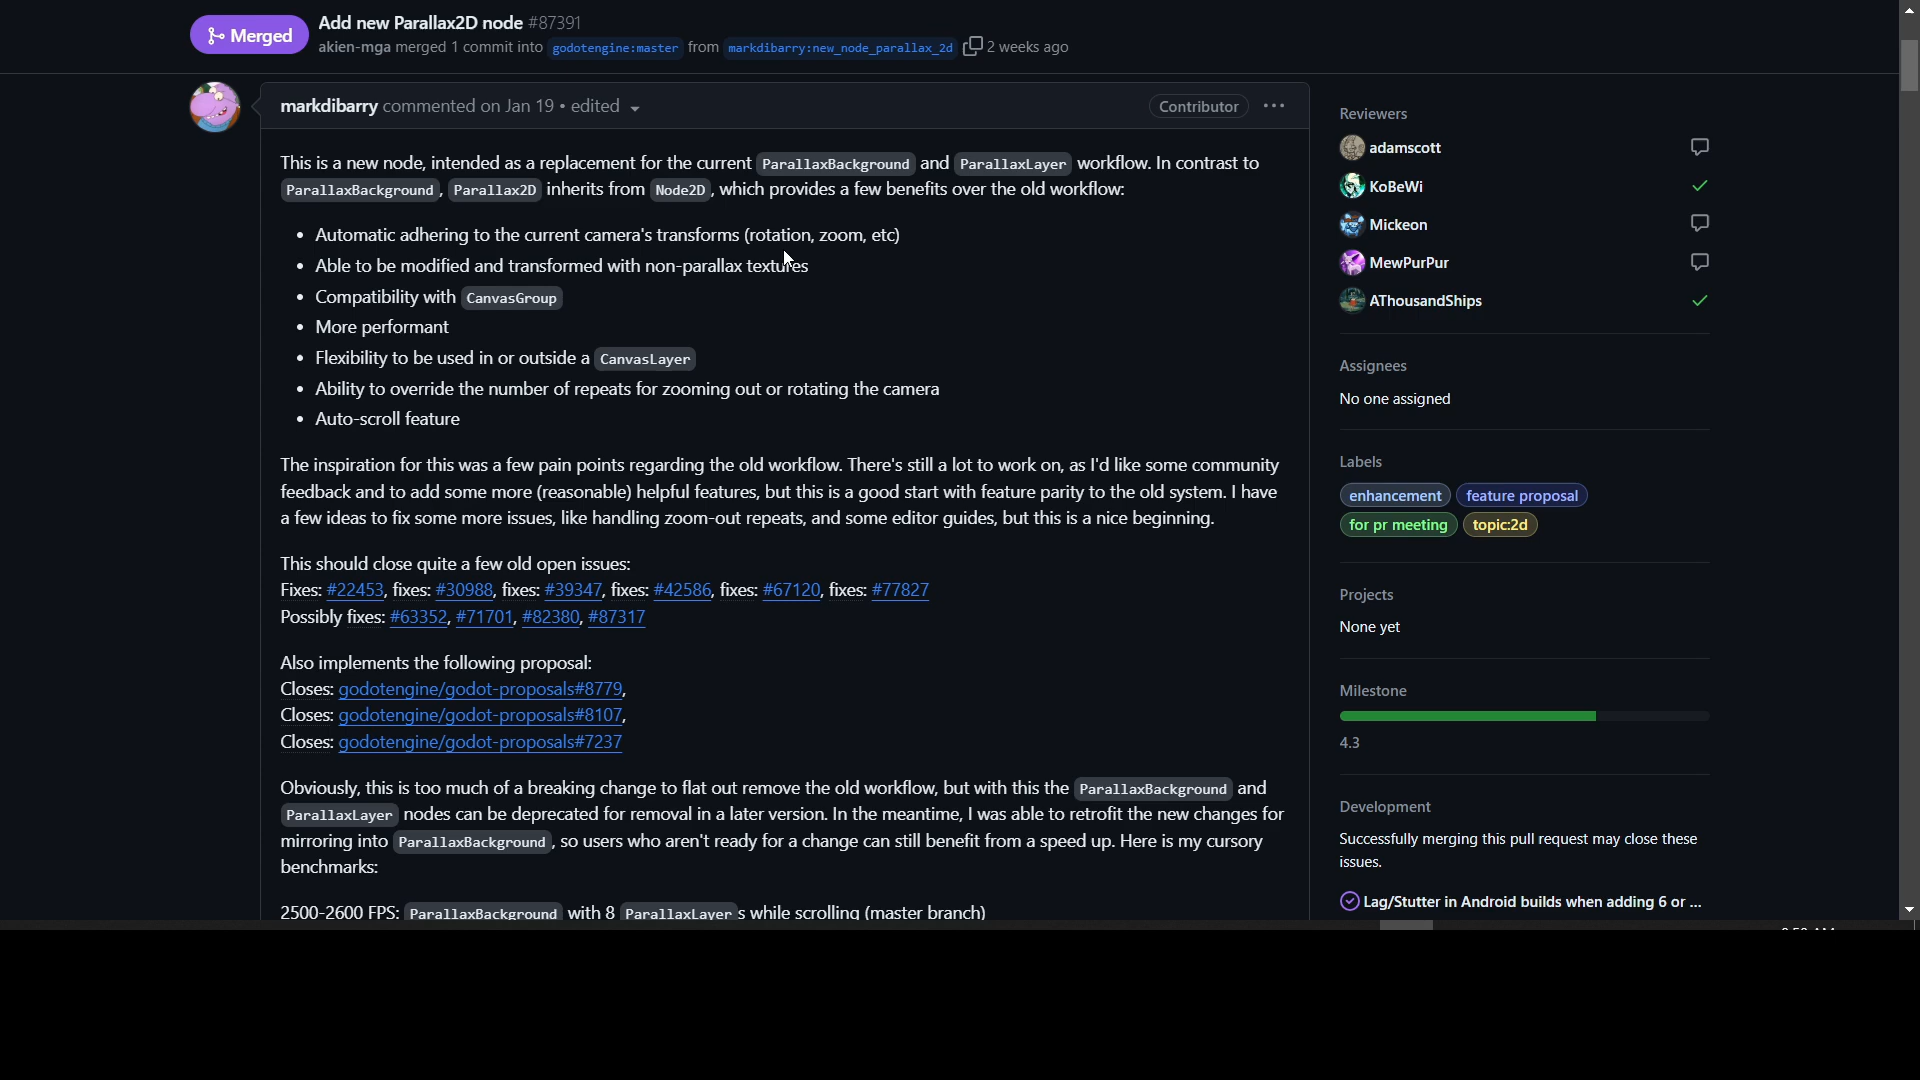 Merged
Add new Parallax2D node #87391
akien-mga merged 1 commit into godotengine:master from markdibarry:new_node_parallax_2d 2 weeks ago
markdibarry commented on Jan 19 • edited
Contributor
This is a new node, intended as a replacement for the current ParallaxBackground and ParallaxLayer workflow. In contrast to
ParallaxBackground, Parallax2D inherits from Node2D, which provides a few benefits over the old workflow:
• Automatic adhering to the current camera's transforms (rotation, zoom, etc)
• Able to be modified and transformed with non-parallax textures
• Compatibility with CanvasGroup
• More performant
• Flexibility to be used in or outside a CanvasLayer
• Ability to override the number of repeats for zooming out or rotating the camera
• Auto-scroll feature
The inspiration for this was a few pain points regarding the old workflow. There's still a lot to work on, as I'd like some community
feedback and to add some more (reasonable) helpful features, but this is a good start with feature parity to the old system. I have
a few ideas to fix some more issues, like handling zoom-out repeats, and some editor guides, but this is a nice beginning.
This should close quite a few old open issues:
Fixes: #22453, fixes: #30988, fixes: #39347, fixes: #42586, fixes: #67120, fixes: #77827
Possibly fixes: #63352, #71701, #82380, #87317
Also implements the following proposal:
Closes: godotengine/godot-proposals#8779,
Closes: godotengine/godot-proposals#8107,
Closes: godotengine/godot-proposals#7237
Obviously, this is too much of a breaking change to flat out remove the old workflow, but with this the ParallaxBackground and
ParallaxLayer nodes can be deprecated for removal in a later version. In the meantime, I was able to retrofit the new changes for
mirroring into ParallaxBackground, so users who aren't ready for a change can still benefit from a speed up. Here is my cursory
benchmarks:
2500-2600 FPS: ParallaxBackground with 8 ParallaxLayer s while scrolling (master branch)
Reviewers
adamscott
KoBeWi
Mickeon
MewPurPur
AThousandShips
Assignees
No one assigned
Labels
enhancement feature proposal
for pr meeting topic:2d
Projects
None yet
Milestone
4.3
Development
Successfully merging this pull request may close these
issues.
Lag/Stutter in Android builds when adding 6 or ...